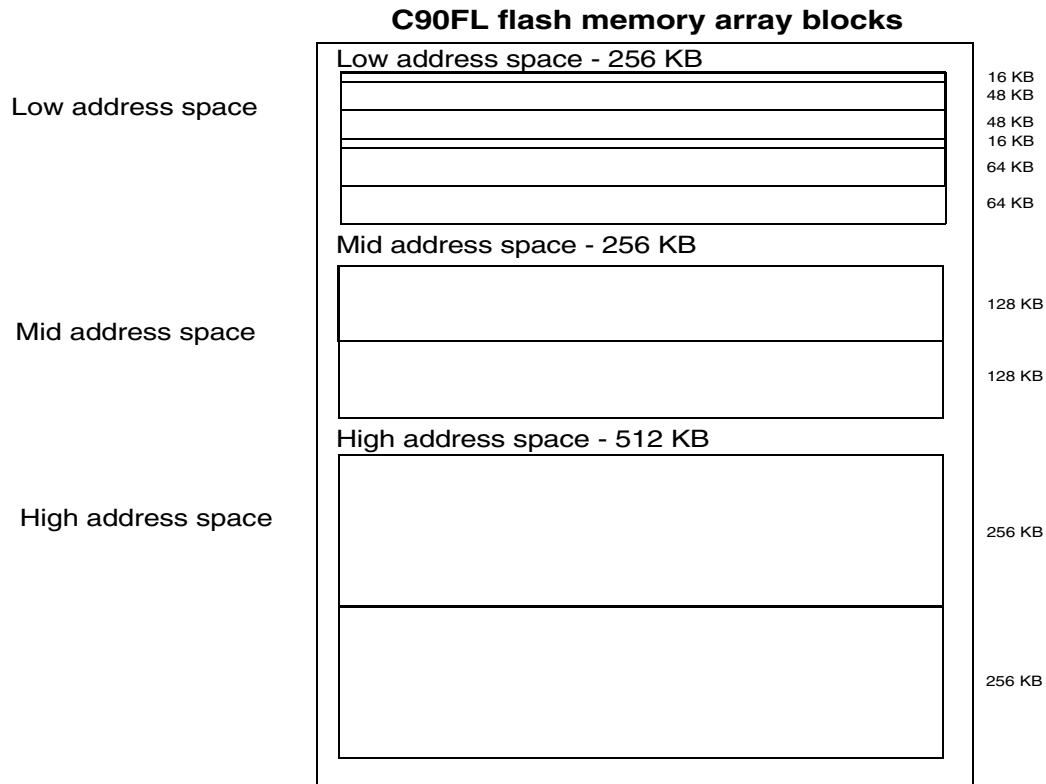 C90FL flash memory array blocks
Low address space - 256 KB
Low address space
16 KB
48 KB
48 KB
16 KB
64 KB
64 KB
Mid address space - 256 KB
Mid address space
128 KB
128 KB
High address space - 512 KB
High address space
256 KB
256 KB